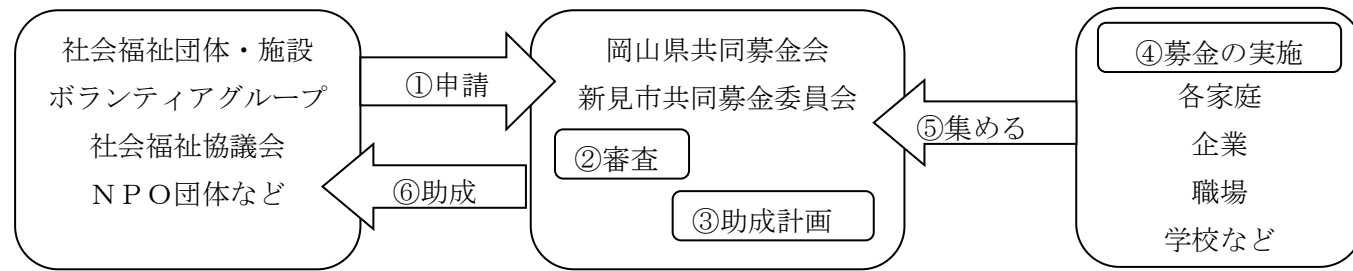 社会福祉団体・施設
ボランティアグループ
社会福祉協議会
ＮＰＯ団体など
①申請
⑥助成
岡山県共同募金会
新見市共同募金委員会
②審査
③助成計画
⑤集める
④募金の実施
各家庭
企業
職場
学校など